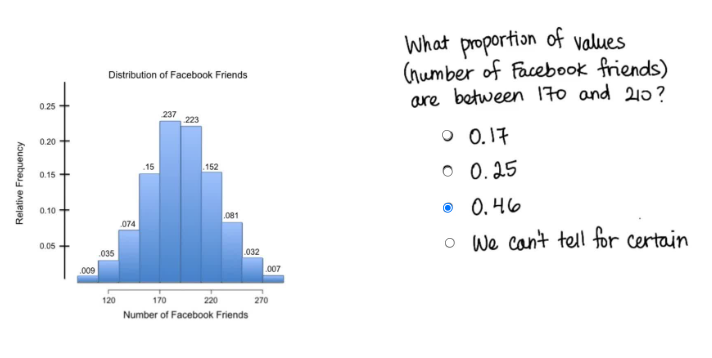 Distribution of Facebook Friends
Relative Frequency
0.25
0.20
0.15
0.10
0.05
.009
.035
.074
.15
.237
.223
.152
.081
.032
.007
120 170 220 270
Number of Facebook Friends
What proportion of values
(number of Facebook friends)
are between 170 and 210?
0.17
0.25
0.46
We can't tell for certain